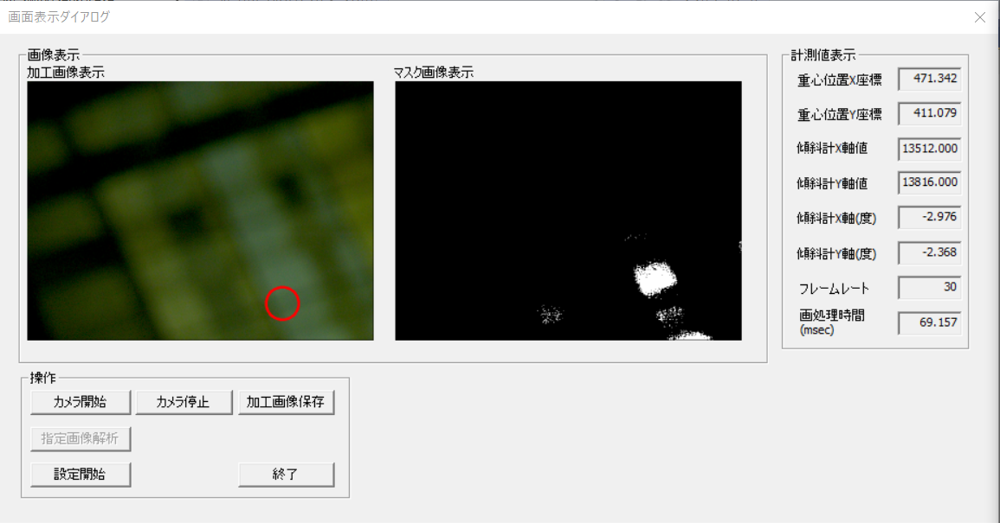 画面表示ダイアログ
画像表示
加工画像表示
マスク画像表示
計測値表示
重心位置X座標 471.342
重心位置Y座標 411.079
傾斜計X軸値 13512.000
傾斜計Y軸値 13816.000
傾斜計X軸(度) -2.976
傾斜計Y軸(度) -2.368
フレームレート 30
画処理時間
(msec) 69.157
操作
カメラ開始 カメラ停止 加工画像保存
指定画像解析
設定開始 終了